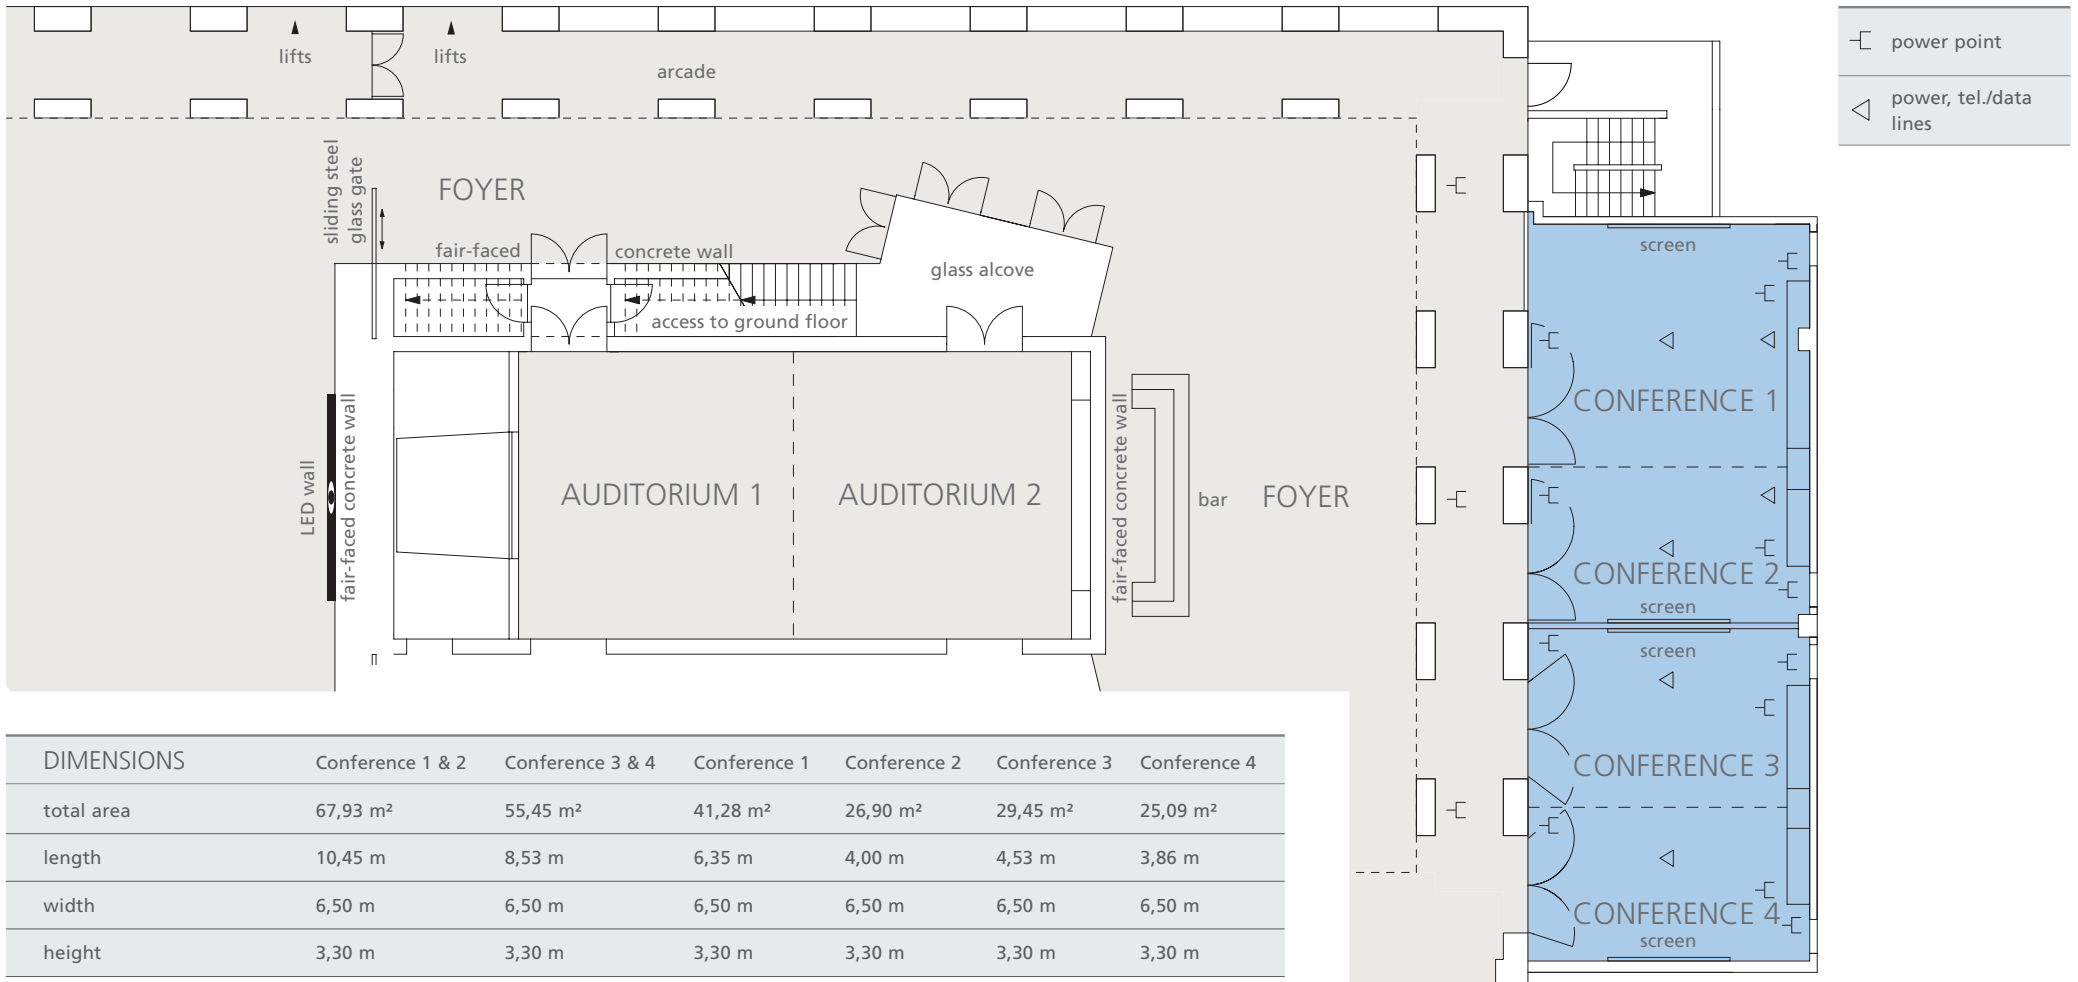 lifts
lifts
arcade
power point
power, tel./data
lines
sliding steel
glass gate
FOYER
fair-faced
concrete wall
glass alcove
access to ground floor
screen
CONFERENCE 1
LED wall
fair-faced concrete wall
AUDITORIUM 1
AUDITORIUM 2
fair-faced concrete wall
bar
FOYER
CONFERENCE 2
screen
screen
CONFERENCE 3
CONFERENCE 4
screen
DIMENSIONS Conference 1 & 2 Conference 3 & 4 Conference 1 Conference 2 Conference 3 Conference 4
total area 67,93 m² 55,45 m² 41,28 m² 26,90 m² 29,45 m² 25,09 m²
length 10,45 m 8,53 m 6,35 m 4,00 m 4,53 m 3,86 m
width 6,50 m 6,50 m 6,50 m 6,50 m 6,50 m 6,50 m
height 3,30 m 3,30 m 3,30 m 3,30 m 3,30 m 3,30 m